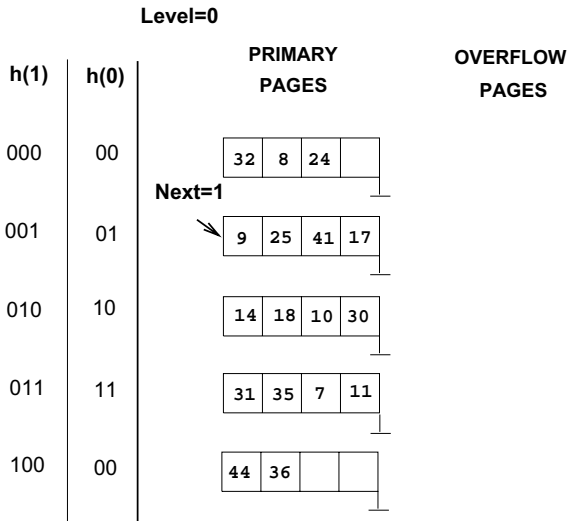 Level=0
h(1) h(0) PRIMARY PAGES OVERFLOW PAGES
000 00 32 8 24
Next=1
001 01 9 25 41 17
010 10 14 18 10 30
011 11 31 35 7 11
100 00 44 36